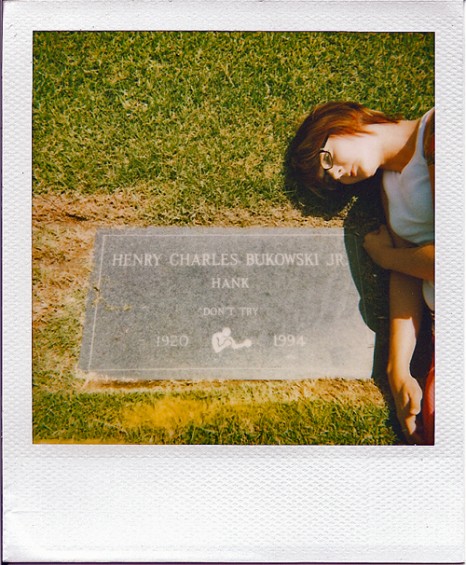 HENRY CHARLES BUKOWSKI JR
HANK
"DON'T TRY"
1920 1994